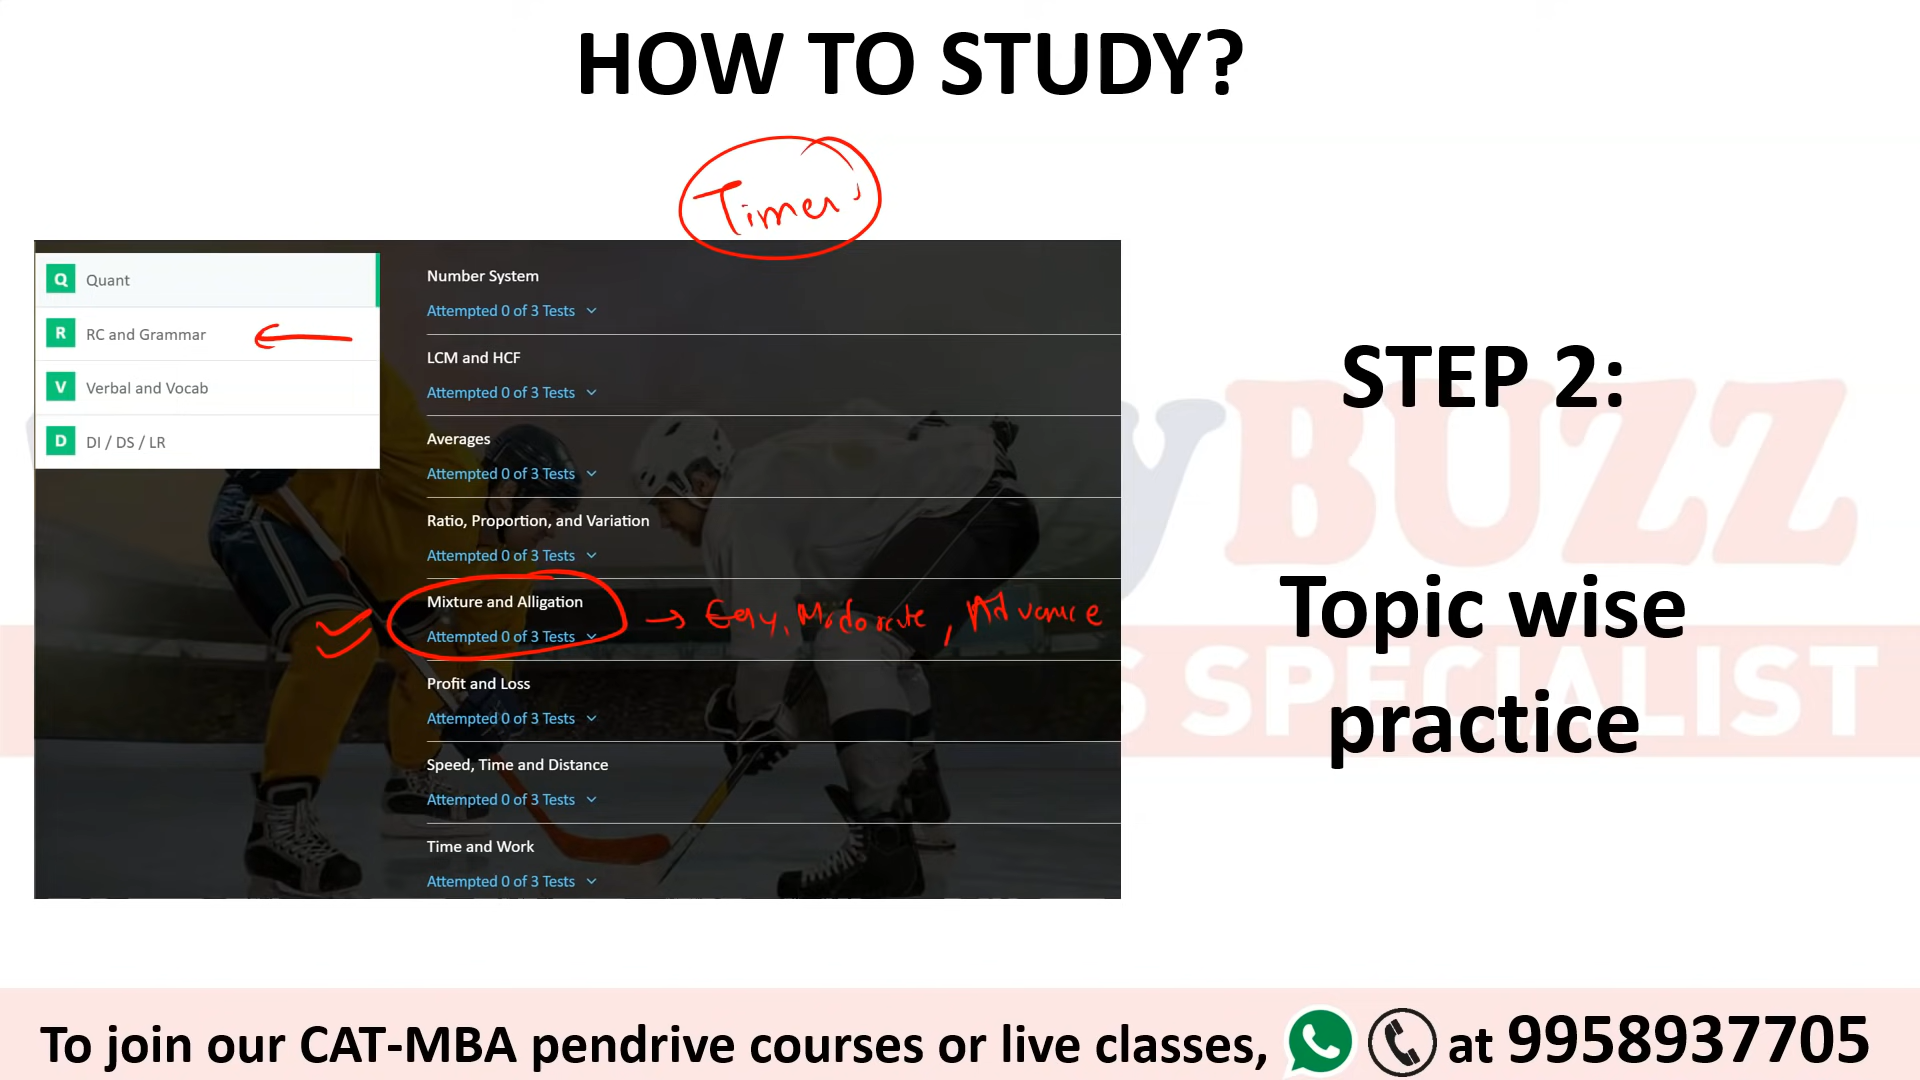 HOW TO STUDY?
Timer
Q Quant
R RC and Grammar
V Verbal and Vocab
D DI / DS / LR
Number System
Attempted 0 of 3 Tests
LCM and HCF
Attempted 0 of 3 Tests
Averages
Attempted 0 of 3 Tests
Ratio, Proportion, and Variation
Attempted 0 of 3 Tests
Mixture and Alligation
Attempted 0 of 3 Tests
→ Easy, Moderate, Advance
Profit and Loss
Attempted 0 of 3 Tests
Speed, Time and Distance
Attempted 0 of 3 Tests
Time and Work
Attempted 0 of 3 Tests
STEP 2:
Topic wise
practice
yBUZZ
S SPECIALIST
To join our CAT-MBA pendrive courses or live classes, at 9958937705